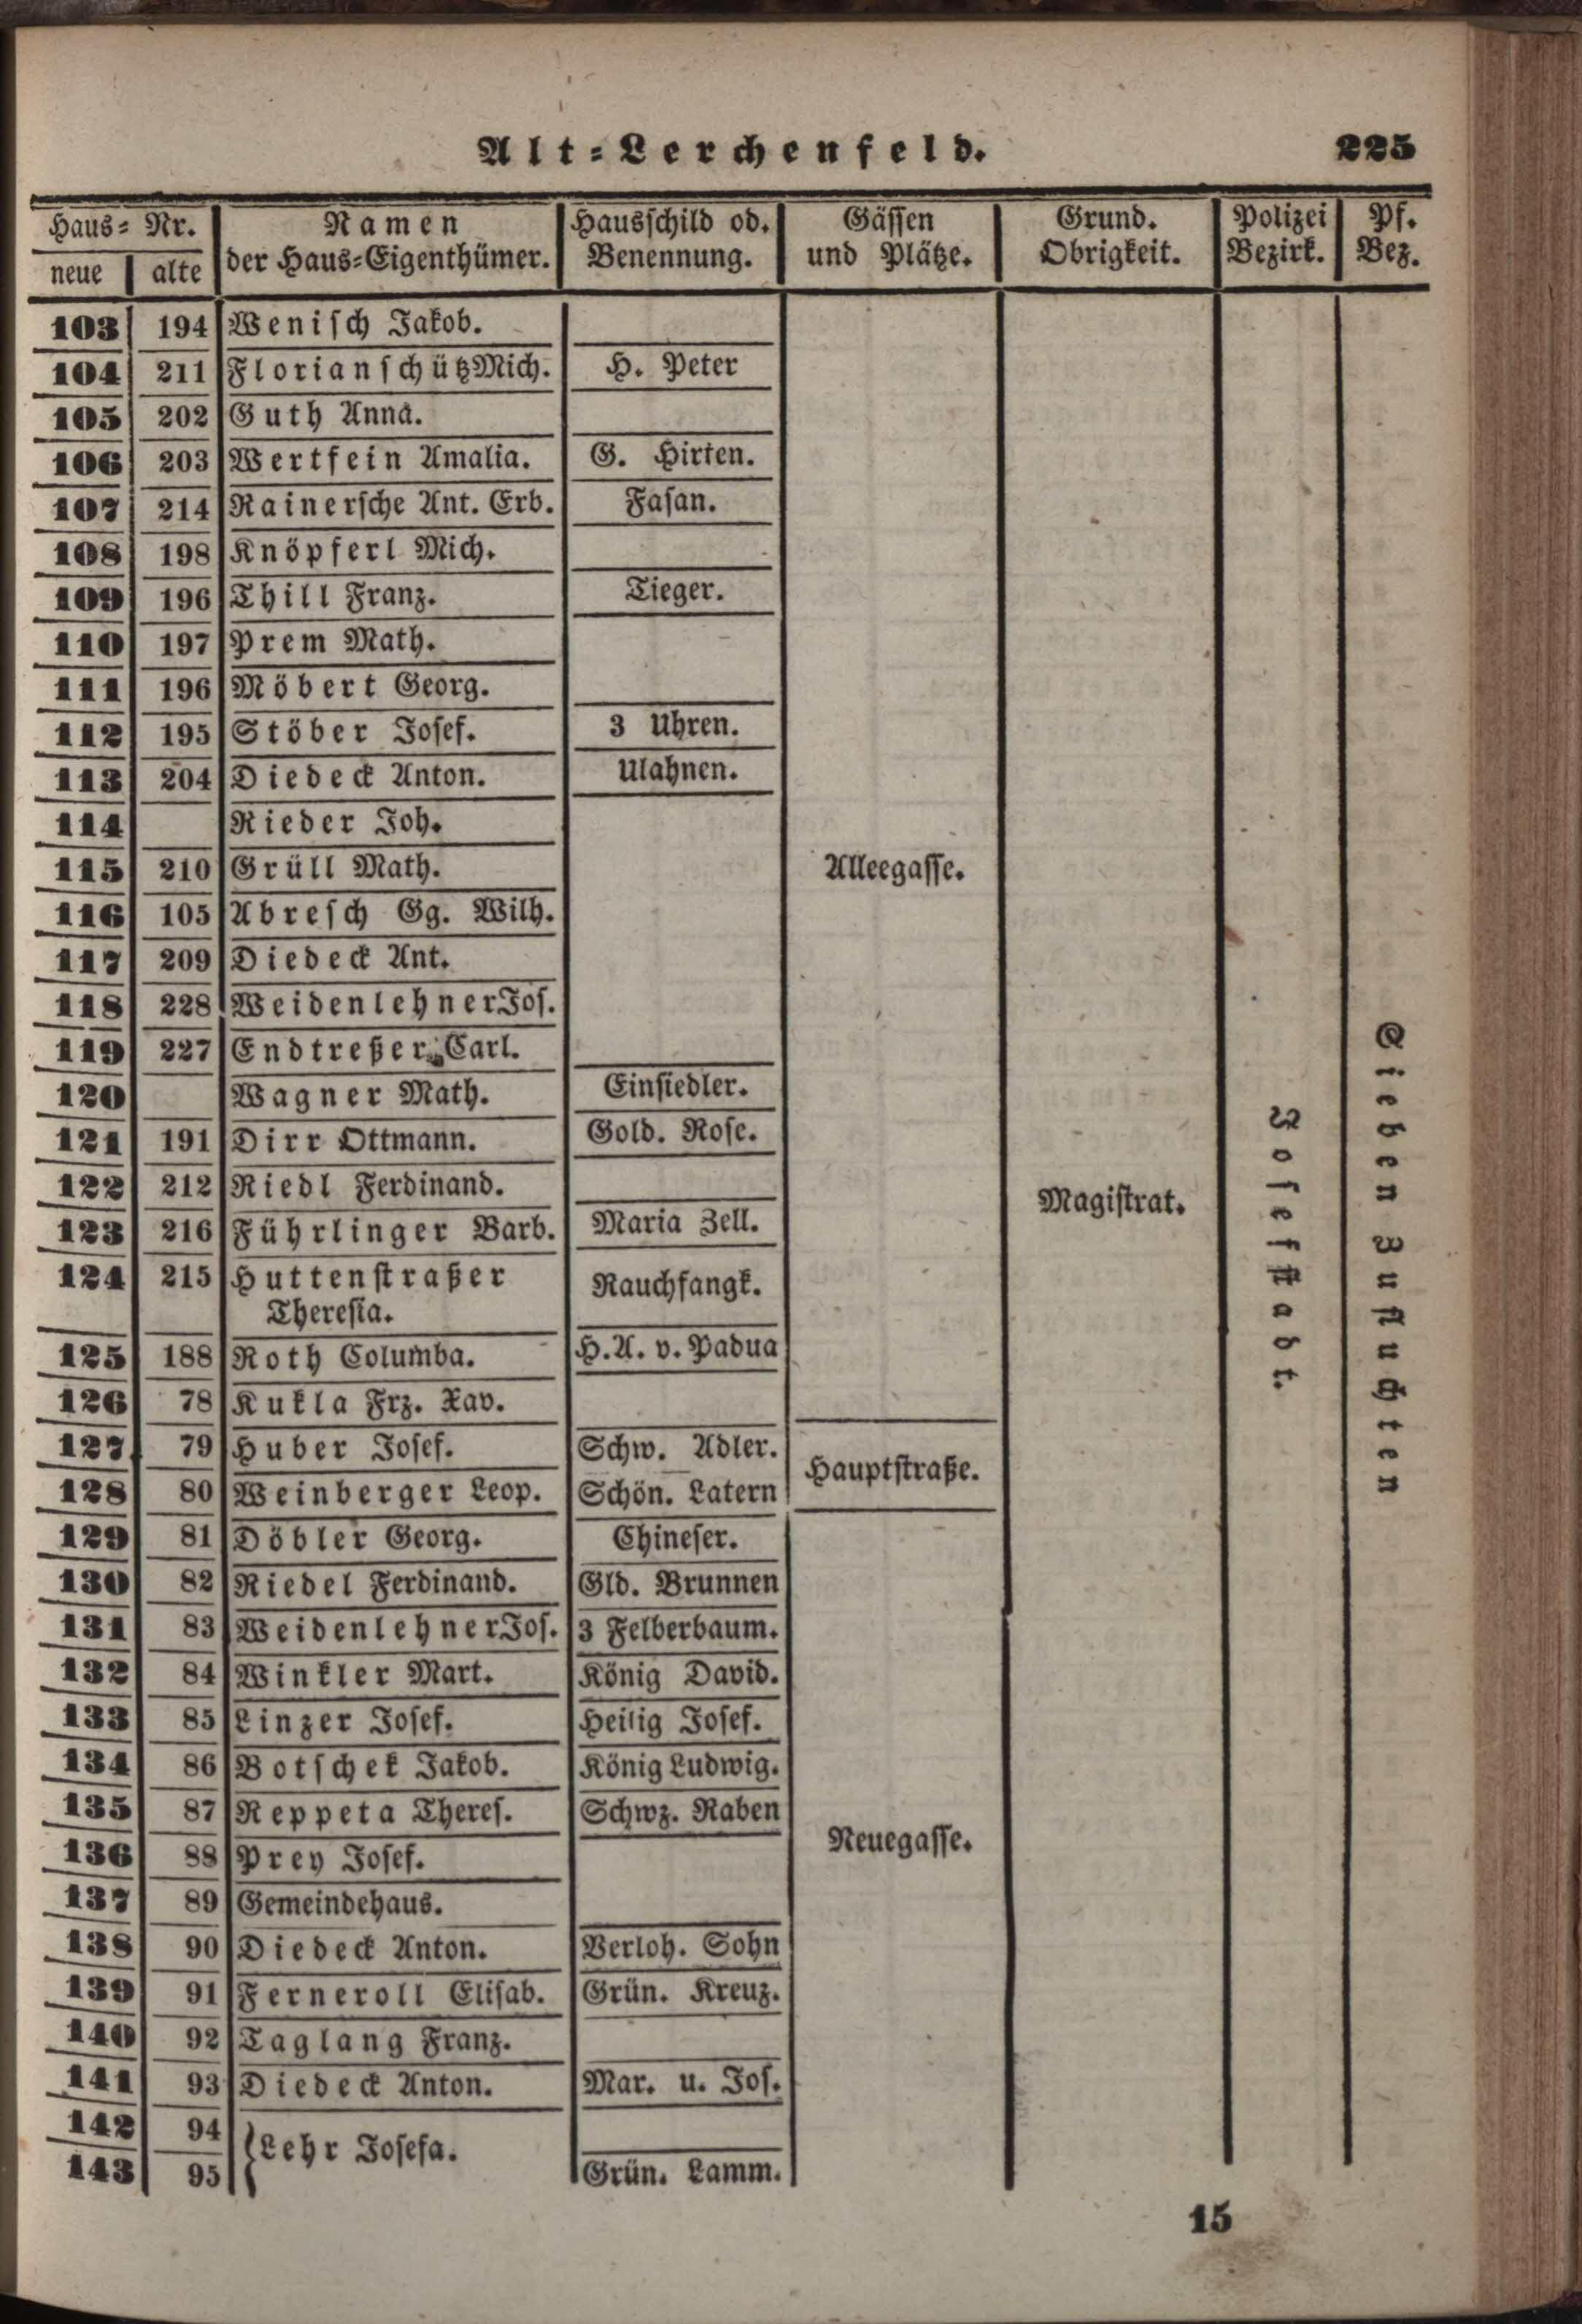 Alt-Lerchenfeld. 225
Haus- Nr. Namen Hausschild od. Gässen Grund. Polizei Pf.
neue alte der Haus-Eigenthümer. Benennung. und Plätze. Obrigkeit. Bezirk. Bez.
103 194 Wenisch Jakob.
104 211 Florianschütz Mich. H. Peter
105 202 Guth Anna.
106 203 Wertfein Amalia. G. Hirten.
107 214 Rainersche Ant. Erb. Fasan.
108 198 Knöpferl Mich.
109 196 Thill Franz. Tieger.
110 197 Prem Math.
111 196 Möbert Georg.
112 195 Stöber Josef. 3 Uhren.
113 204 Diedeck Anton. Ulahnen.
114 Rieder Joh.
115 210 Grüll Math. Alleegasse.
116 105 Abresch Gg. Wilh.
117 209 Diedeck Ant.
118 228 Weidenlehner Jos.
119 227 Endtreßer Carl.
120 Wagner Math. Einsiedler.
121 191 Dirr Ottmann. Gold. Rose.
122 212 Riedl Ferdinand. Magistrat. Josefstadt. Sieben Zufluchten
123 216 Führlinger Barb. Maria Zell.
124 215 Huttenstraßer Rauchfangk.
Theresia.
125 188 Roth Columba. H. A. v. Padua
126 78 Kukla Frz. Xav.
127 79 Huber Josef. Schw. Adler. Hauptstraße.
128 80 Weinberger Leop. Schön. Latern
129 81 Döbler Georg. Chineser.
130 82 Riedel Ferdinand. Gld. Brunnen
131 83 Weidenlehner Jos. 3 Felberbaum.
132 84 Winkler Mart. König David.
133 85 Linzer Josef. Heilig Josef.
134 86 Botschek Jakob. König Ludwig.
135 87 Reppeta Theres. Schwz. Raben
136 88 Prey Josef. Neuegasse.
137 89 Gemeindehaus.
138 90 Diedeck Anton. Verloh. Sohn
139 91 Ferneroll Elisab. Grün. Kreuz.
140 92 Taglang Franz.
141 93 Diedeck Anton. Mar. u. Jos.
142 94 Lehr Josefa.
143 95 Grün. Lamm.
15